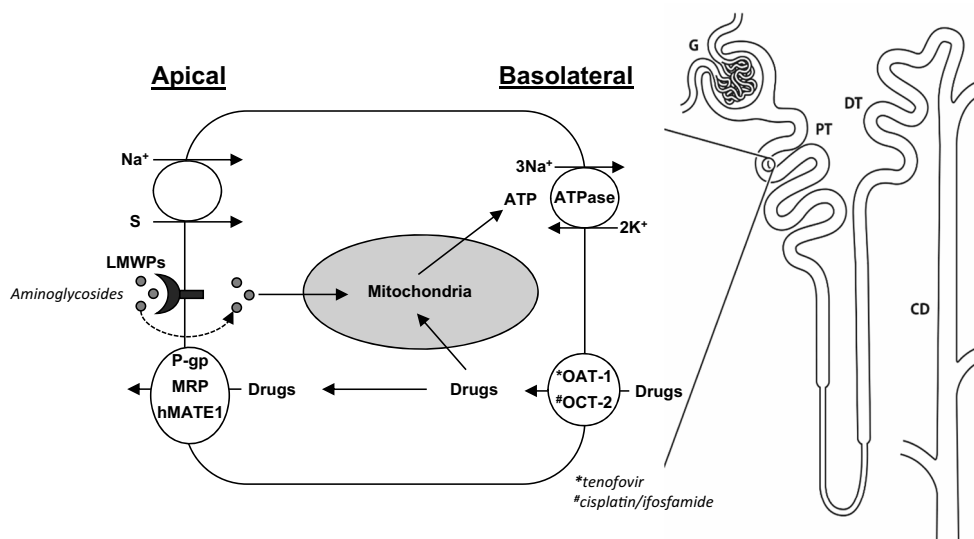 Apical
Basolateral
Na⁺
S
LMWPs
Aminoglycosides
P-gp
MRP
hMATE1
Drugs
Mitochondria
ATP
3Na⁺
ATPase
2K⁺
Drugs
*OAT-1
#OCT-2
Drugs
*tenofovir
#cisplatin/ifosfamide
G
PT
DT
CD